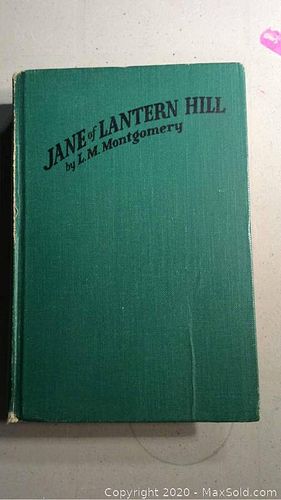 JANE of LANTERN HILL
by L.M. Montgomery
Copyright 2020 - MaxSold.com